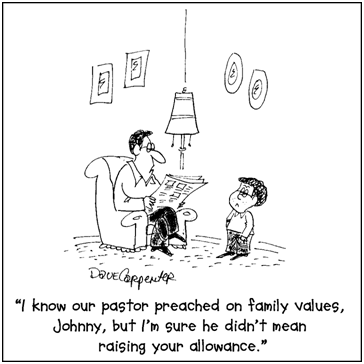 Dave Carpenter
"I know our pastor preached on family values,
Johnny, but I'm sure he didn't mean
raising your allowance."